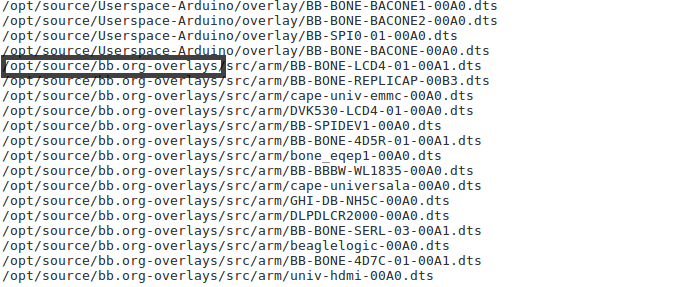 /opt/source/Userspace-Arduino/overlay/BB-BONE-BACONE1-00A0.dts
/opt/source/Userspace-Arduino/overlay/BB-BONE-BACONE2-00A0.dts
/opt/source/Userspace-Arduino/overlay/BB-SPI0-01-00A0.dts
/opt/source/Userspace-Arduino/overlay/BB-BONE-BACONE-00A0.dts
/opt/source/bb.org-overlays/src/arm/BB-BONE-LCD4-01-00A1.dts
/opt/source/bb.org-overlays/src/arm/BB-BONE-REPLICAP-00B3.dts
/opt/source/bb.org-overlays/src/arm/cape-univ-emmc-00A0.dts
/opt/source/bb.org-overlays/src/arm/DVK530-LCD4-01-00A0.dts
/opt/source/bb.org-overlays/src/arm/BB-SPIDEV1-00A0.dts
/opt/source/bb.org-overlays/src/arm/BB-BONE-4D5R-01-00A1.dts
/opt/source/bb.org-overlays/src/arm/bone_eqep1-00A0.dts
/opt/source/bb.org-overlays/src/arm/BB-BBBW-WL1835-00A0.dts
/opt/source/bb.org-overlays/src/arm/cape-universala-00A0.dts
/opt/source/bb.org-overlays/src/arm/GHI-DB-NH5C-00A0.dts
/opt/source/bb.org-overlays/src/arm/DLPDLCR2000-00A0.dts
/opt/source/bb.org-overlays/src/arm/BB-BONE-SERL-03-00A1.dts
/opt/source/bb.org-overlays/src/arm/beaglelogic-00A0.dts
/opt/source/bb.org-overlays/src/arm/BB-BONE-4D7C-01-00A1.dts
/opt/source/bb.org-overlays/src/arm/univ-hdmi-00A0.dts